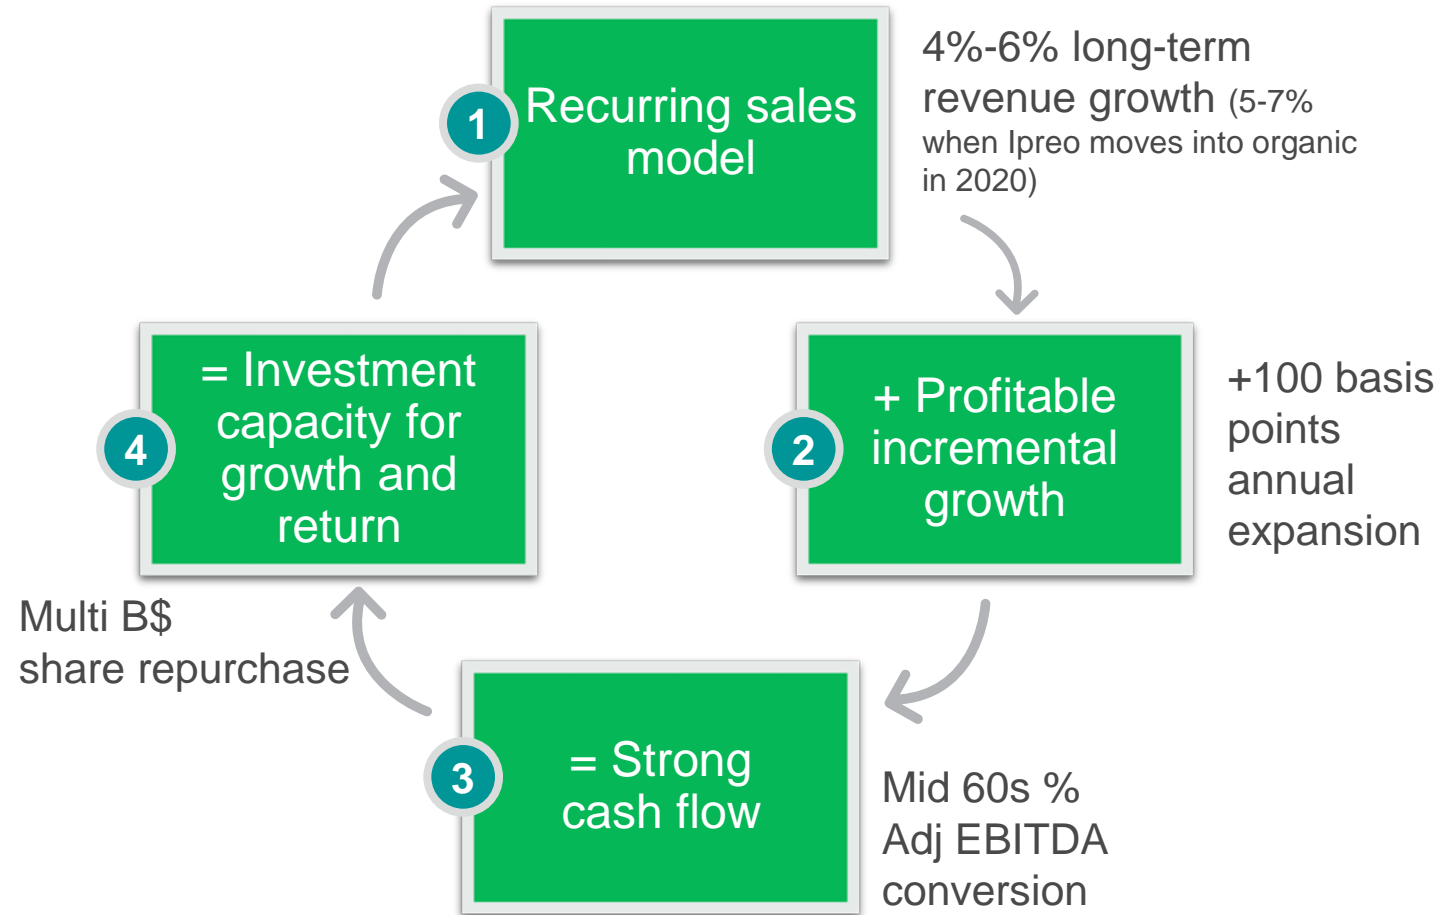 1
Recurring sales
model
4%-6% long-term
revenue growth (5-7%
when Ipreo moves into organic
in 2020)
2
+ Profitable
incremental
growth
+100 basis
points
annual
expansion
3
= Strong
cash flow
Mid 60s %
Adj EBITDA
conversion
4
= Investment
capacity for
growth and
return
Multi B$
share repurchase